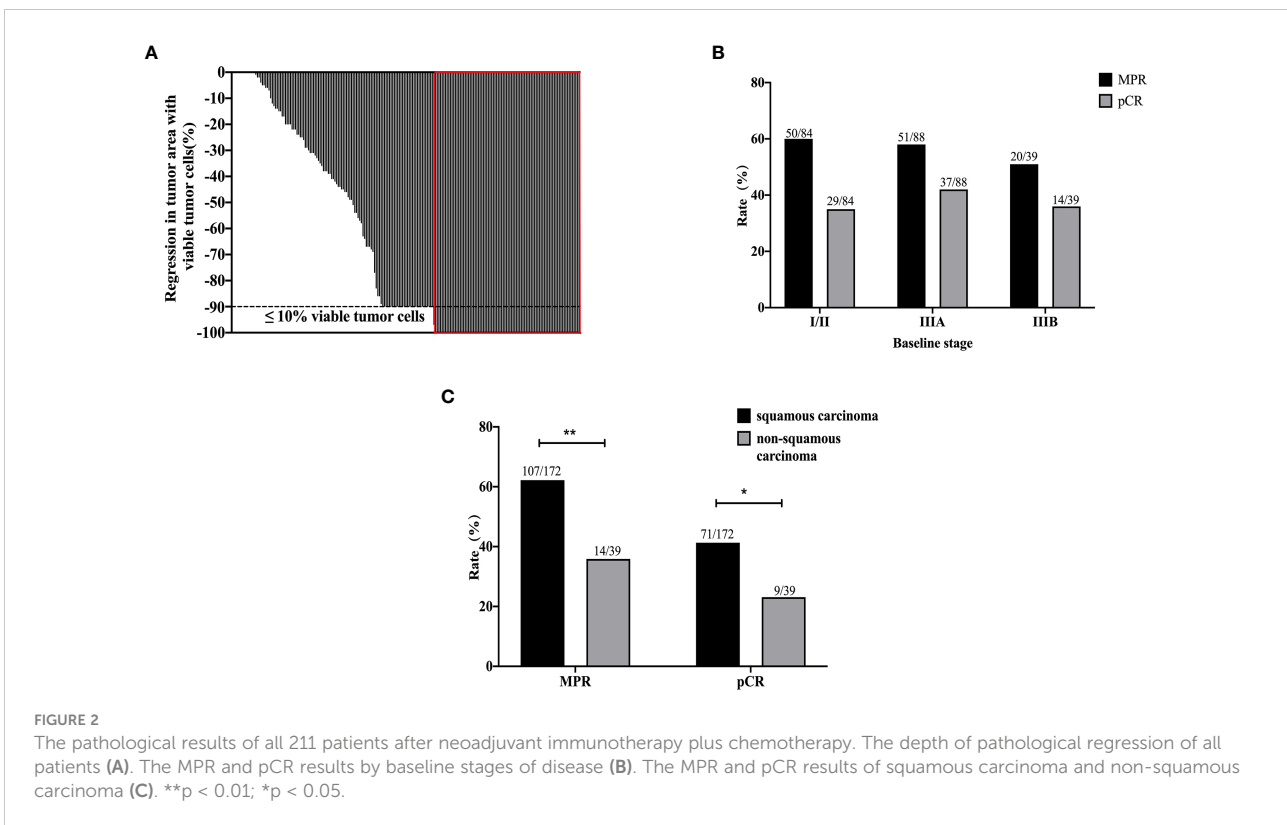 A
Regression in tumor area with
viable tumor cells(%)
0
-10
-20
-30
-40
-50
-60
-70
-80
-90
-100
≤ 10% viable tumor cells
B
MPR
pCR
Rate (%)
80
60
40
20
0
50/84
29/84
51/88
37/88
20/39
14/39
I/II
IIIA
IIIB
Baseline stage
C
squamous carcinoma
non-squamous
carcinoma
Rate (%)
80
60
40
20
0
**
107/172
14/39
*
71/172
9/39
MPR
pCR
FIGURE 2
The pathological results of all 211 patients after neoadjuvant immunotherapy plus chemotherapy. The depth of pathological regression of all
patients (A). The MPR and pCR results by baseline stages of disease (B). The MPR and pCR results of squamous carcinoma and non-squamous
carcinoma (C). **p < 0.01; *p < 0.05.